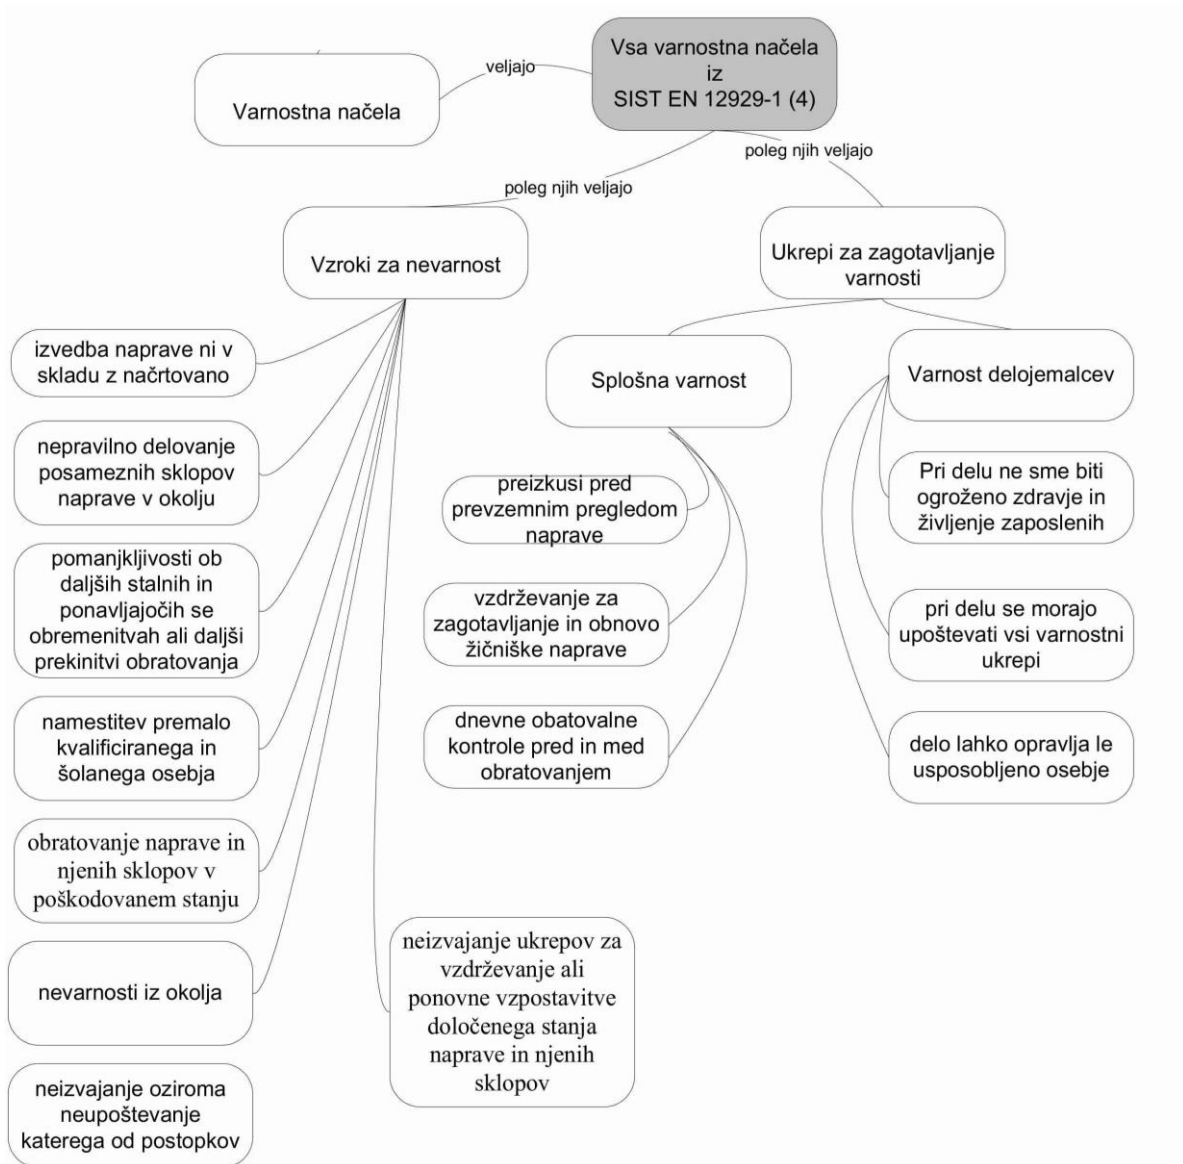 Vsa varnostna načela
iz
SIST EN 12929-1 (4)
veljajo
Varnostna načela
poleg njih veljajo
poleg njih veljajo
Vzroki za nevarnost
Ukrepi za zagotavljanje
varnosti
izvedba naprave ni v
skladu z načrtovano
nepravilno delovanje
posameznih sklopov
naprave v okolju
pomanjkljivosti ob
daljših stalnih in
ponavljajočih se
obremenitvah ali daljši
prekinitvi obratovanja
namestitev premalo
kvalificiranega in
šolanega osebja
obratovanje naprave in
njenih sklopov v
poškodovanem stanju
nevarnosti iz okolja
neizvajanje oziroma
neupoštevanje
katerega od postopkov
neizvajanje ukrepov za
vzdrževanje ali
ponovne vzpostavitve
določenega stanja
naprave in njenih
sklopov
Splošna varnost
preizkusi pred
prevzemnim pregledom
naprave
vzdrževanje za
zagotavljanje in obnovo
žičniške naprave
dnevne obatovalne
kontrole pred in med
obratovanjem
Varnost delojemalcev
Pri delu ne sme biti
ogroženo zdravje in
življenje zaposlenih
pri delu se morajo
upoštevati vsi varnostni
ukrepi
delo lahko opravlja le
usposobljeno osebje